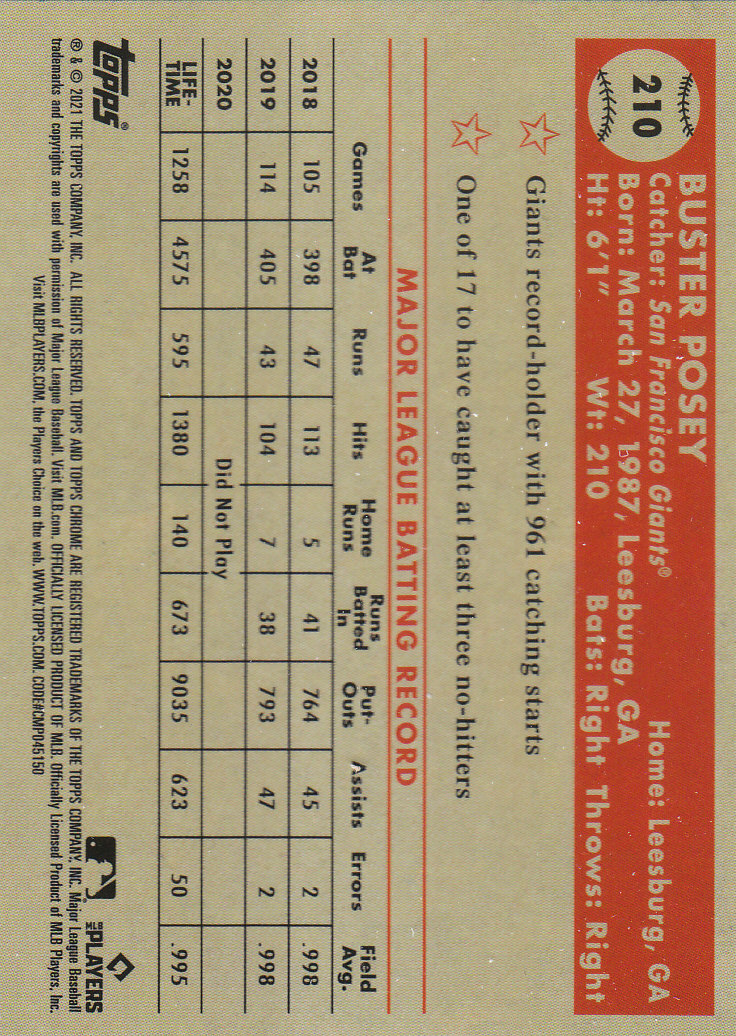 210
BUSTER POSEY
Catcher: San Francisco Giants® Home: Leesburg, GA
Born: March 27, 1987, Leesburg, GA
Ht: 6'1" Wt: 210 Bats: Right Throws: Right
Giants record-holder with 961 catching starts
One of 17 to have caught at least three no-hitters
MAJOR LEAGUE BATTING RECORD
Games At Bat Runs Hits Home Runs Runs Batted In Put-Outs Assists Errors Field Avg.
2018 105 398 47 113 5 41 764 45 2 .998
2019 114 405 43 104 7 38 793 47 2 .998
2020 Did Not Play
LIFE-TIME 1258 4575 595 1380 140 673 9035 623 50 .995
topps®
MLB PLAYERS
® & © 2021 THE TOPPS COMPANY, INC. ALL RIGHTS RESERVED. TOPPS AND TOPPS CHROME ARE REGISTERED TRADEMARKS OF THE TOPPS COMPANY, INC. Major League Baseball
trademarks and copyrights are used with permission of Major League Baseball. Visit MLB.com. OFFICIALLY LICENSED PRODUCT OF MLB. Officially Licensed Product of MLB Players, Inc.
Visit MLBPLAYERS.COM, the Players Choice on the web. WWW.TOPPS.COM. CODE#CMP045150